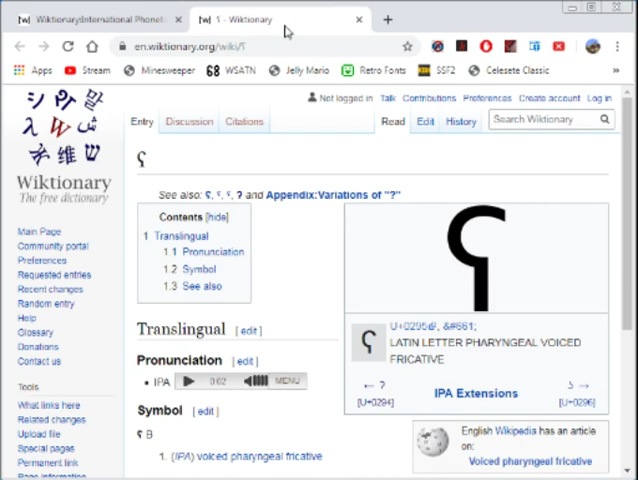 Wiktionary:International Phoneti
ʕ - Wiktionary
en.wiktionary.org/wiki/ʕ
Apps
Stream
Minesweeper
68 WSATN
Jelly Mario
Retro Fonts
SSF2
Celesete Classic
»
シ
W
维
Wiktionary
The free dictionary
Not logged in Talk Contributions Preferences Create account Log in
Entry Discussion Citations Read Edit History Search Wiktionary
ʕ
Contents [hide]
1 Translingual
1.1 Pronunciation
1.2 Symbol
1.3 See also
Translingual [ edit ]
Pronunciation [ edit ]
• IPA 0:02 MENU
Symbol [ edit ]
ʕ B
1. (IPA) voiced pharyngeal fricative
ʕ
ʕ
U+0295, &#661;
LATIN LETTER PHARYNGEAL VOICED
FRICATIVE
← ʔ
[U+0294]
IPA Extensions
ʖ →
[U+0296]
English Wikipedia has an article
on:
Voiced pharyngeal fricative
Main Page
Community portal
Preferences
Requested entries
Recent changes
Random entry
Help
Glossary
Donations
Contact us
Tools
What links here
Related changes
Upload file
Special pages
Permanent link
Page information